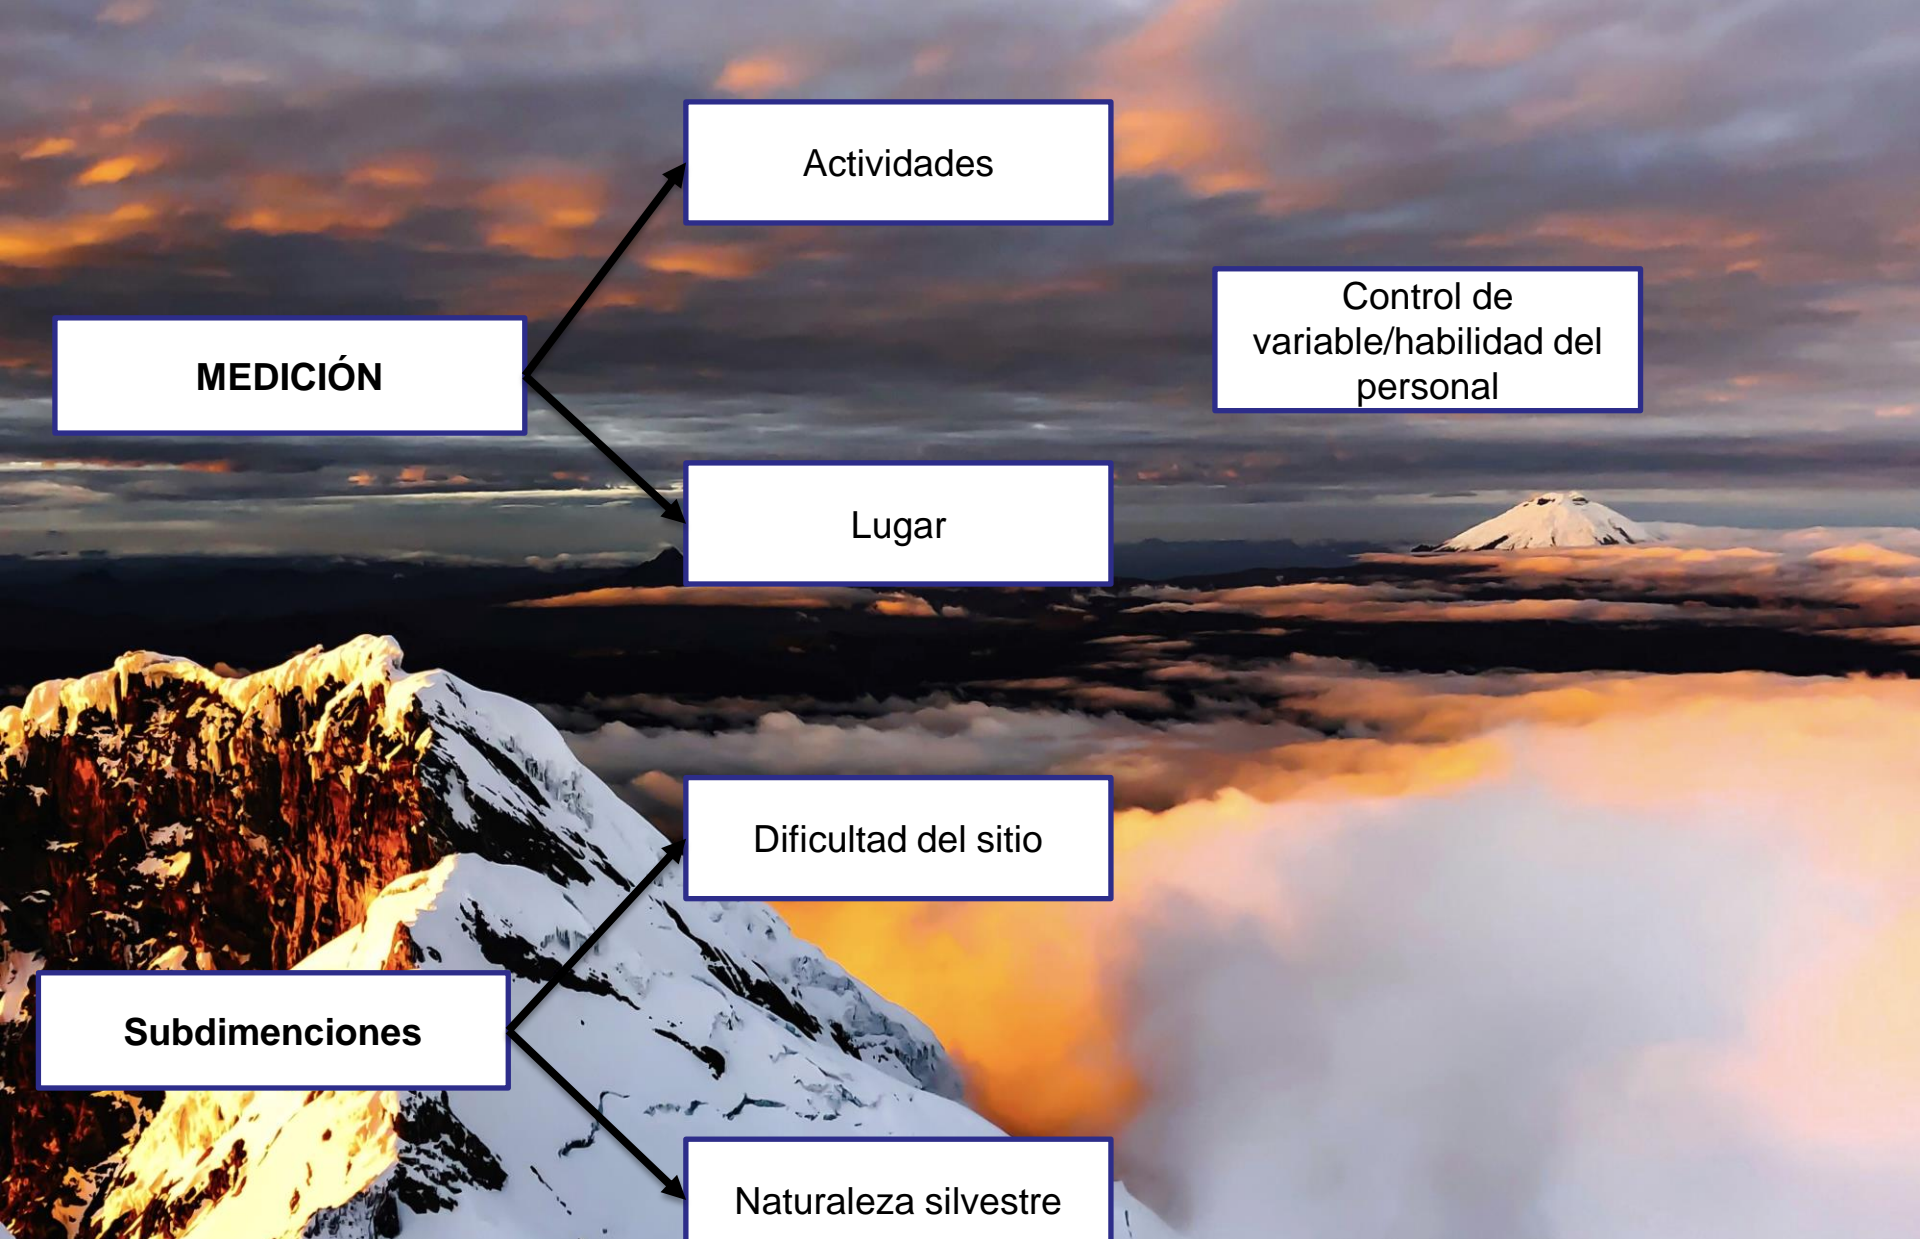 Actividades
Control de
variable/habilidad del
personal
MEDICIÓN
Lugar
Dificultad del sitio
Subdimenciones
Naturaleza silvestre